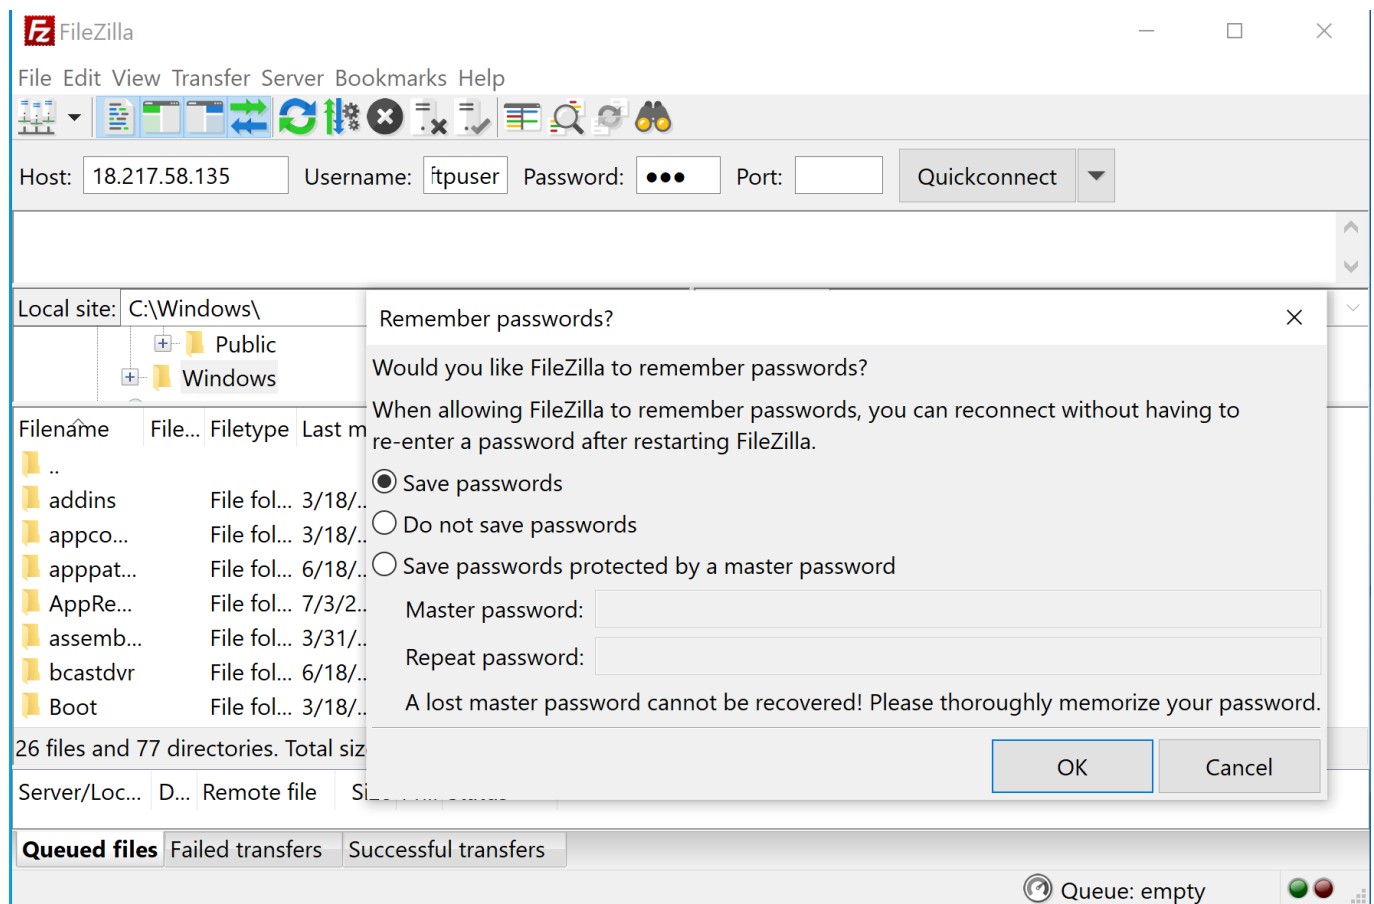 FileZilla
File Edit View Transfer Server Bookmarks Help
Host: 18.217.58.135 Username: ftpuser Password: ●●● Port: Quickconnect
Local site: C:\Windows\
Public
Windows
Filename File... Filetype Last m
..
addins File fol... 3/18/...
appco... File fol... 3/18/...
apppat... File fol... 6/18/...
AppRe... File fol... 7/3/2...
assemb... File fol... 3/31/...
bcastdvr File fol... 6/18/...
Boot File fol... 3/18/...
26 files and 77 directories. Total siz
Remember passwords?
Would you like FileZilla to remember passwords?
When allowing FileZilla to remember passwords, you can reconnect without having to
re-enter a password after restarting FileZilla.
Save passwords
Do not save passwords
Save passwords protected by a master password
Master password:
Repeat password:
A lost master password cannot be recovered! Please thoroughly memorize your password.
OK Cancel
Server/Loc... D... Remote file
Queued files Failed transfers Successful transfers
Queue: empty